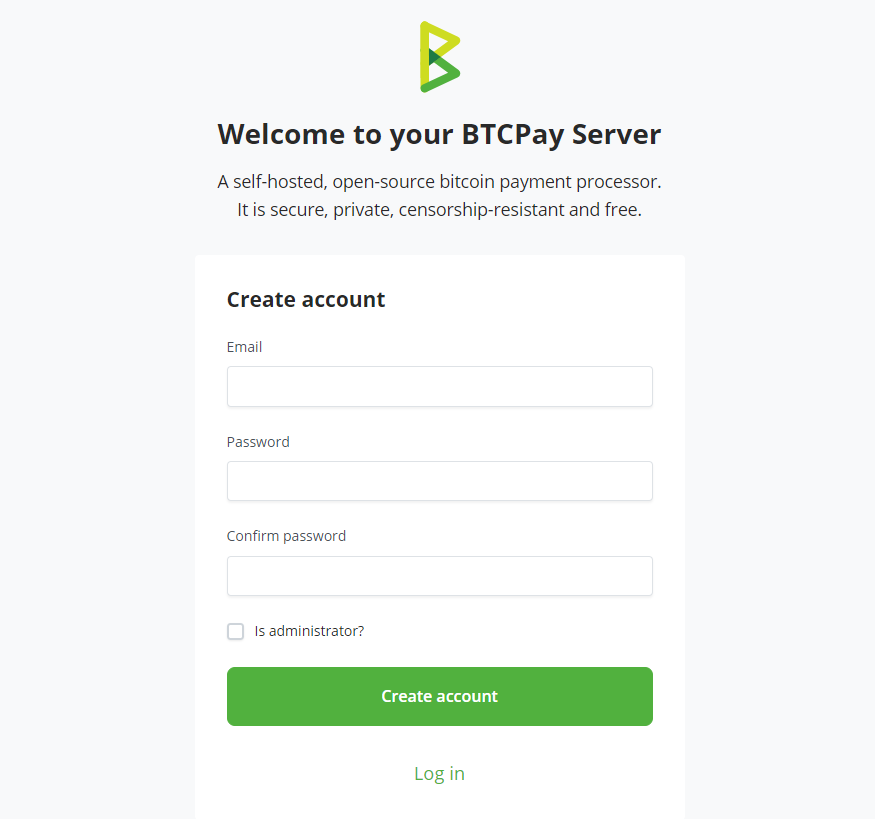 Welcome to your BTCPay Server
A self-hosted, open-source bitcoin payment processor.
It is secure, private, censorship-resistant and free.
Create account
Email
Password
Confirm password
Is administrator?
Create account
Log in